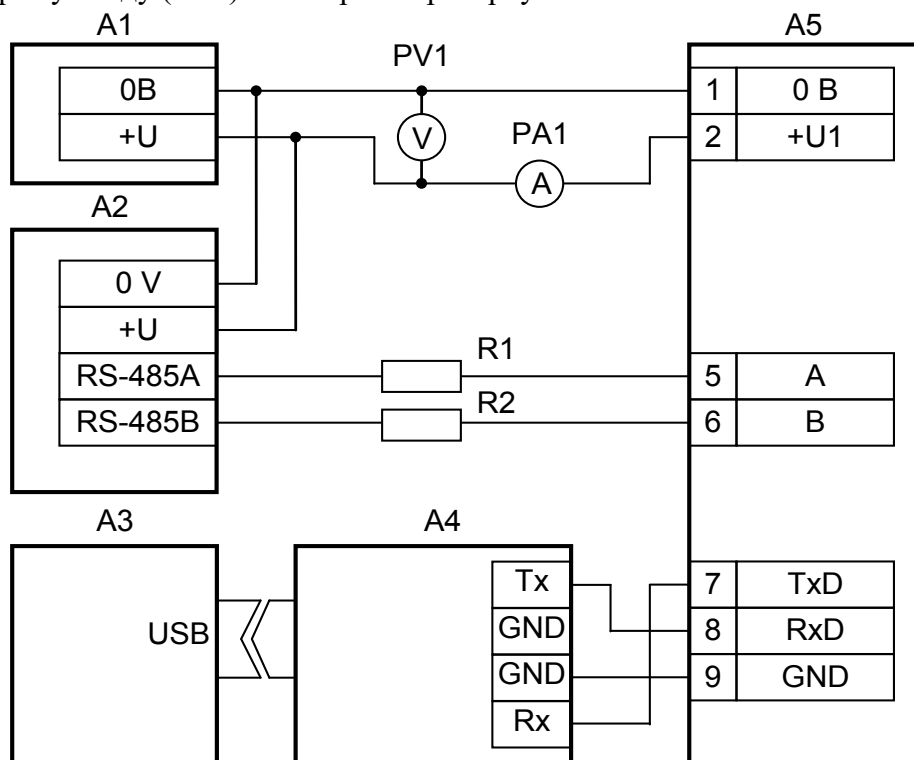 A1
A5
PV1
0В
+U
V
PA1
A
1 0 В
2 +U1
A2
0 V
+U
RS-485A
RS-485B
R1
R2
5 A
6 B
A3
A4
USB
Tx
GND
GND
Rx
7 TxD
8 RxD
9 GND